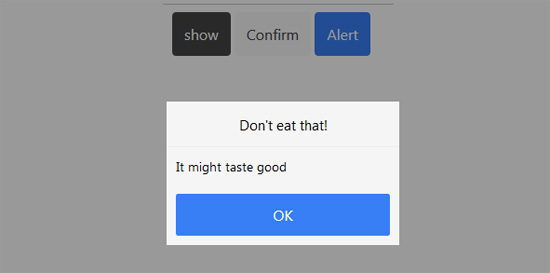 show Confirm Alert
Don't eat that!
It might taste good
OK